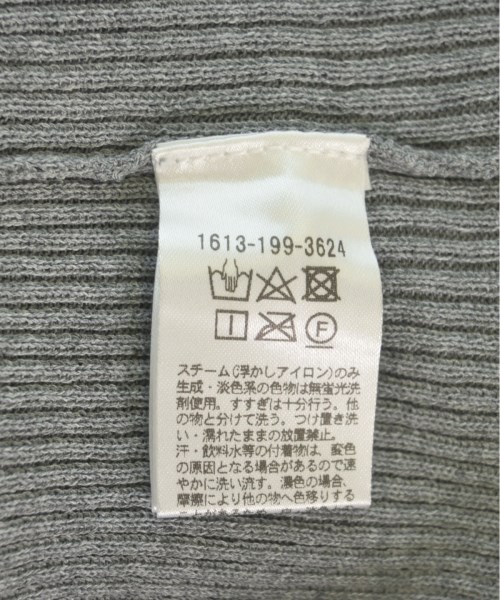 1613-199-3624
F
スチーム(浮かしアイロン)のみ
生成・淡色系の色物は無蛍光洗
剤使用。すすぎは十分行う。他
の物と分けて洗う。つけ置き洗
い・濡れたままの放置禁止。
汗・飲料水等の付着物は、変色
の原因となる場合があるので速
やかに洗い流す。濃色の場合、
摩擦により他の物へ色移りする